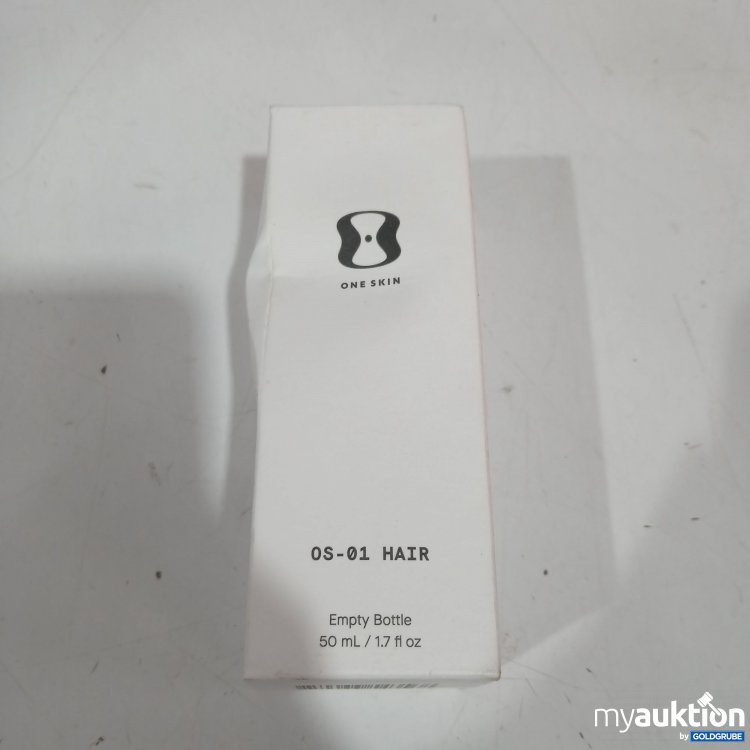 ONE SKIN
OS-01 HAIR
Empty Bottle
50 mL / 1.7 fl oz
myauktion
by GOLDGRUBE